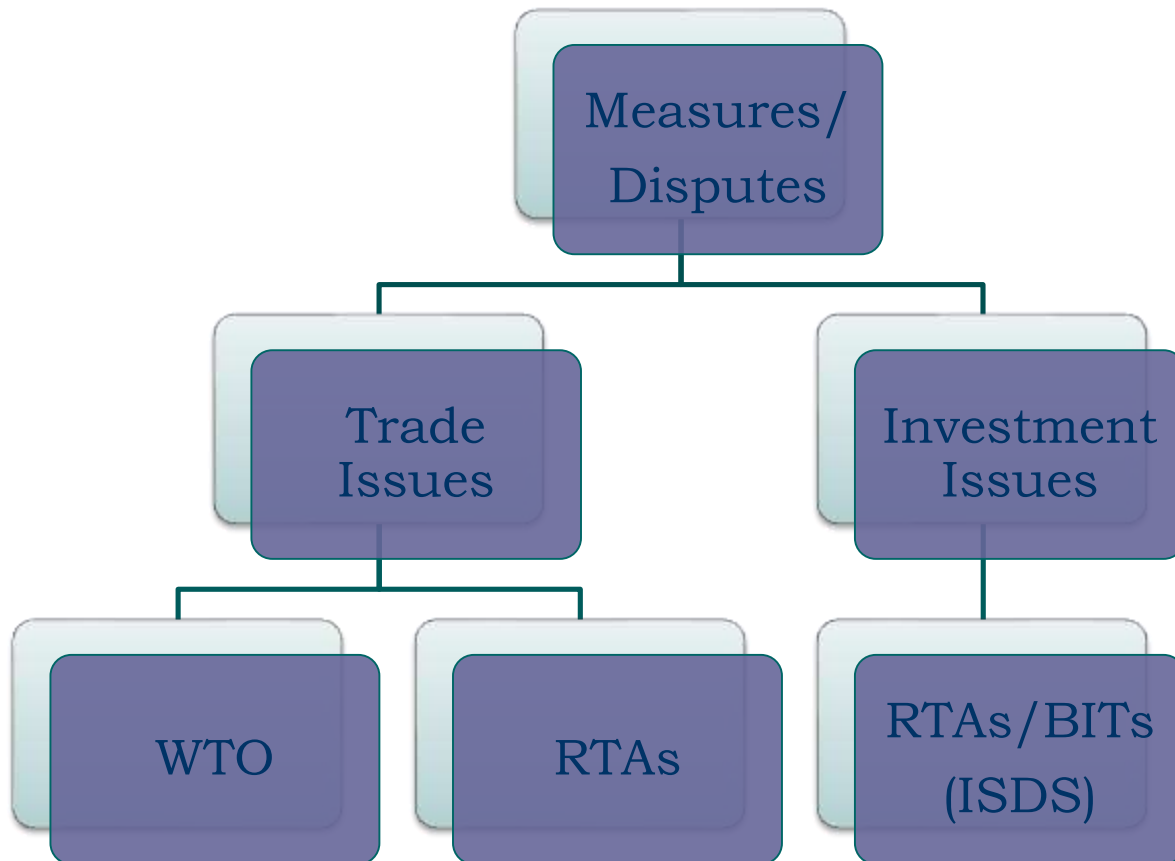 Measures/
Disputes
Trade
Issues
Investment
Issues
WTO
RTAs
RTAs/BITs
(ISDS)